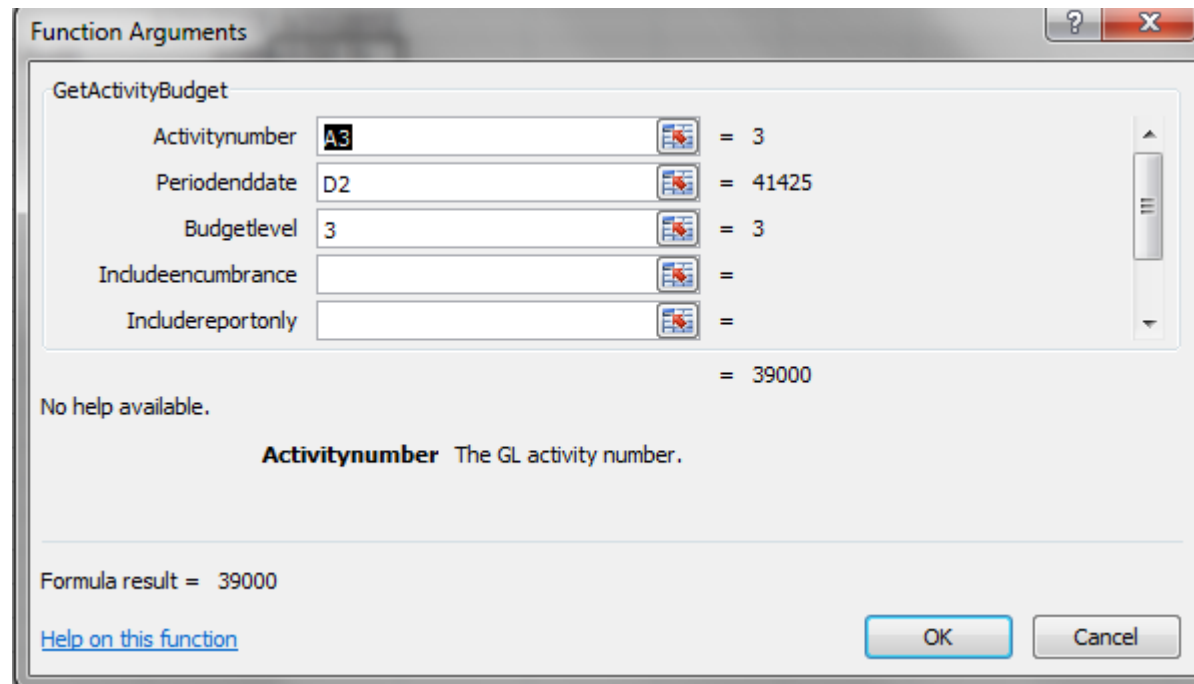 Function Arguments
GetActivityBudget
Activitynumber A3 = 3
Periodenddate D2 = 41425
Budgetlevel 3 = 3
Includeencumbrance =
Includereportonly =
= 39000
No help available.
Activitynumber The GL activity number.
Formula result = 39000
Help on this function OK Cancel